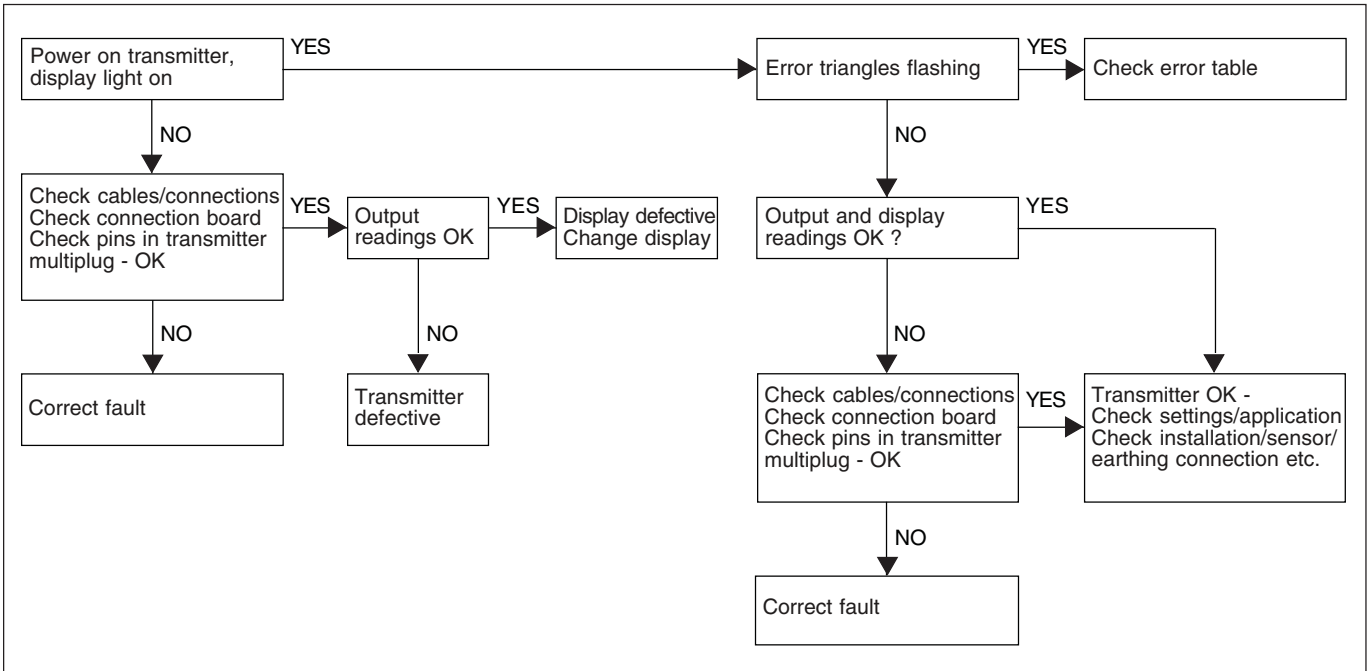 Power on transmitter,
display light on
YES
Error triangles flashing
YES
Check error table
NO
NO
Check cables/connections
Check connection board
Check pins in transmitter
multiplug - OK
YES
Output
readings OK
YES
Display defective
Change display
Output and display
readings OK ?
YES
NO
NO
NO
Correct fault
Transmitter
defective
Check cables/connections
Check connection board
Check pins in transmitter
multiplug - OK
YES
Transmitter OK -
Check settings/application
Check installation/sensor/
earthing connection etc.
NO
Correct fault